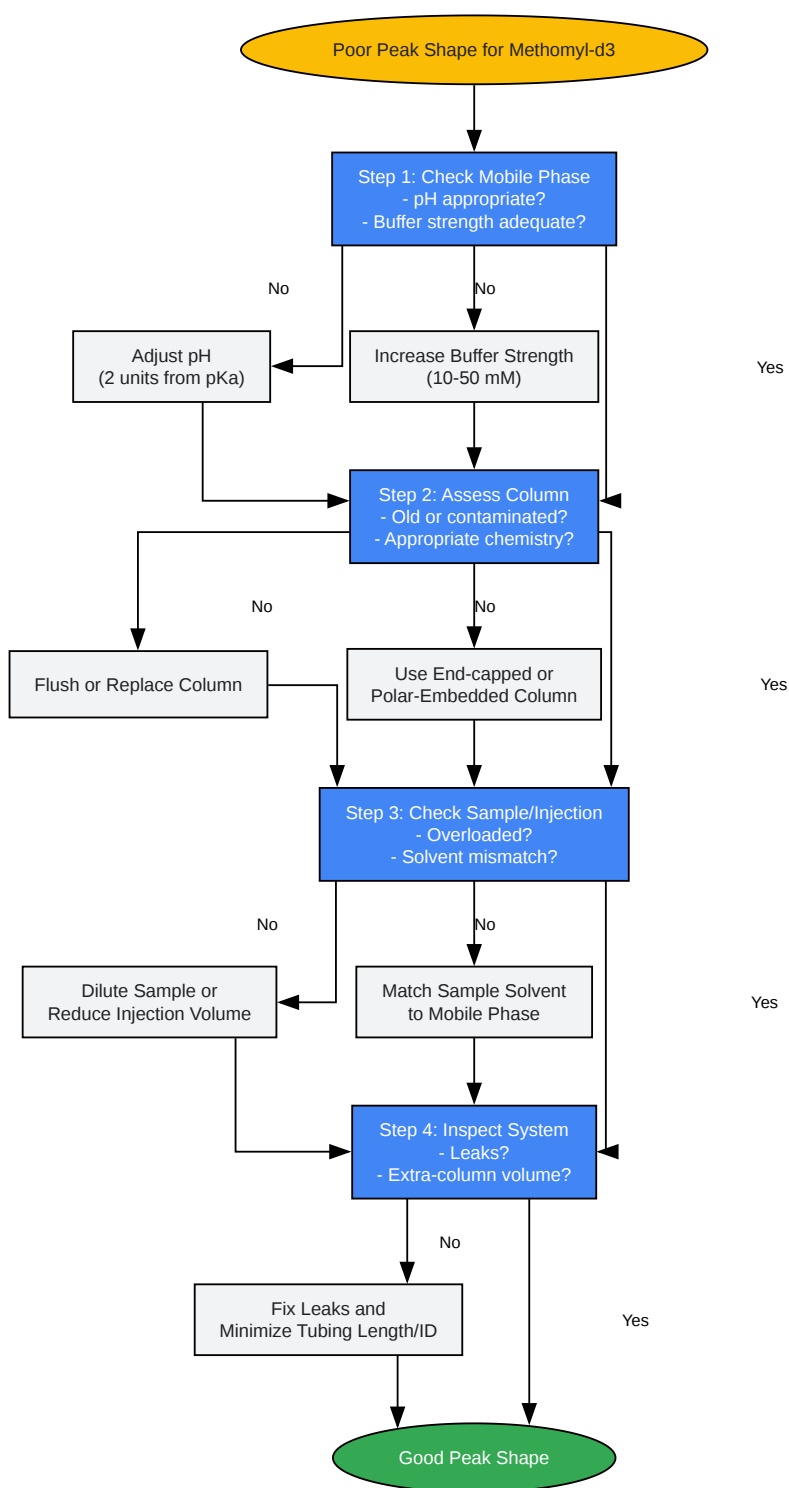 Poor Peak Shape for Methomyl-d3
Step 1: Check Mobile Phase
- pH appropriate?
- Buffer strength adequate?
No
No
Adjust pH
(2 units from pKa)
Increase Buffer Strength
(10-50 mM)
Yes
Step 2: Assess Column
- Old or contaminated?
- Appropriate chemistry?
No
No
Flush or Replace Column
Use End-capped or
Polar-Embedded Column
Yes
Step 3: Check Sample/Injection
- Overloaded?
- Solvent mismatch?
No
No
Dilute Sample or
Reduce Injection Volume
Match Sample Solvent
to Mobile Phase
Yes
Step 4: Inspect System
- Leaks?
- Extra-column volume?
No
Fix Leaks and
Minimize Tubing Length/ID
Yes
Good Peak Shape